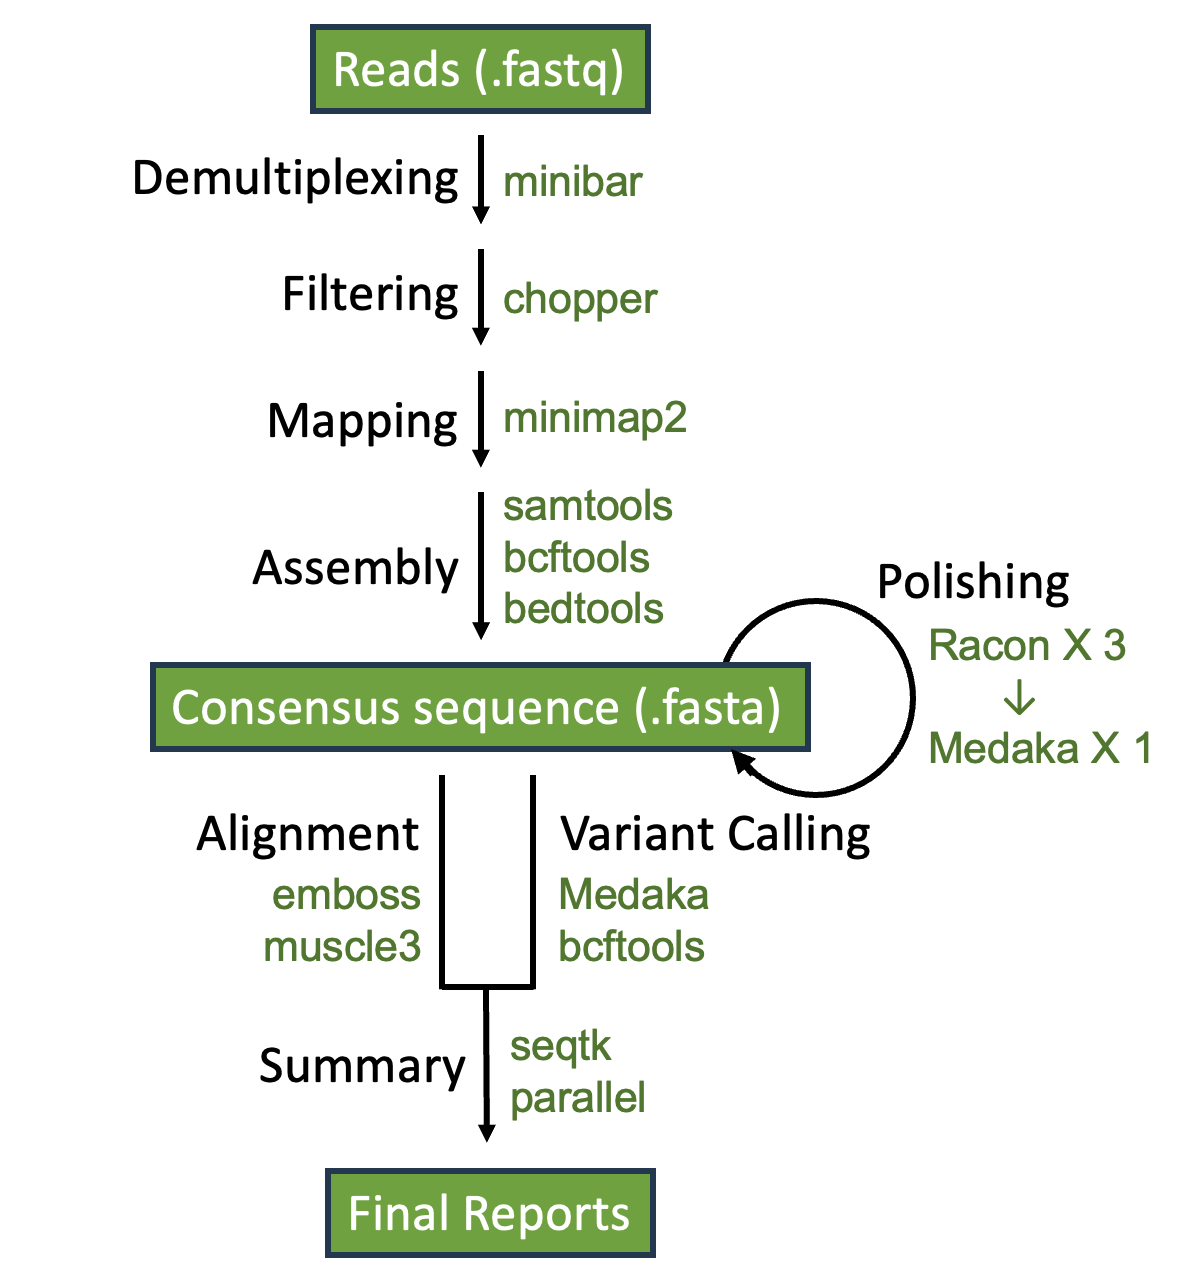 Reads (.fastq)
Demultiplexing
minibar
Filtering
chopper
Mapping
minimap2
Assembly
samtools
bcftools
bedtools
Polishing
Racon X 3
↓
Medaka X 1
Consensus sequence (.fasta)
Alignment
emboss
muscle3
Variant Calling
Medaka
bcftools
Summary
seqtk
parallel
Final Reports